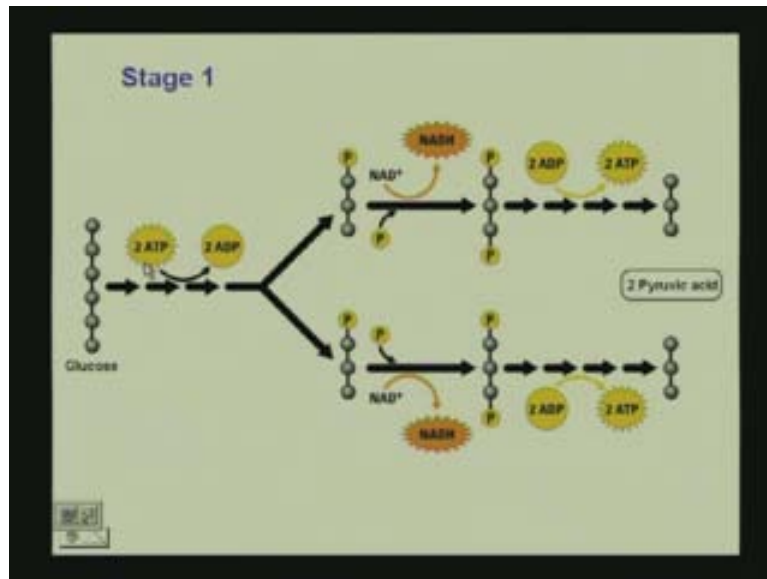 Stage 1
NADH
P
NAD⁺
P
P
2 ADP
2 ATP
P
2 ATP
2 ADP
2 Pyruvic acid
Glucose
P
P
NAD⁺
NADH
P
P
2 ADP
2 ATP